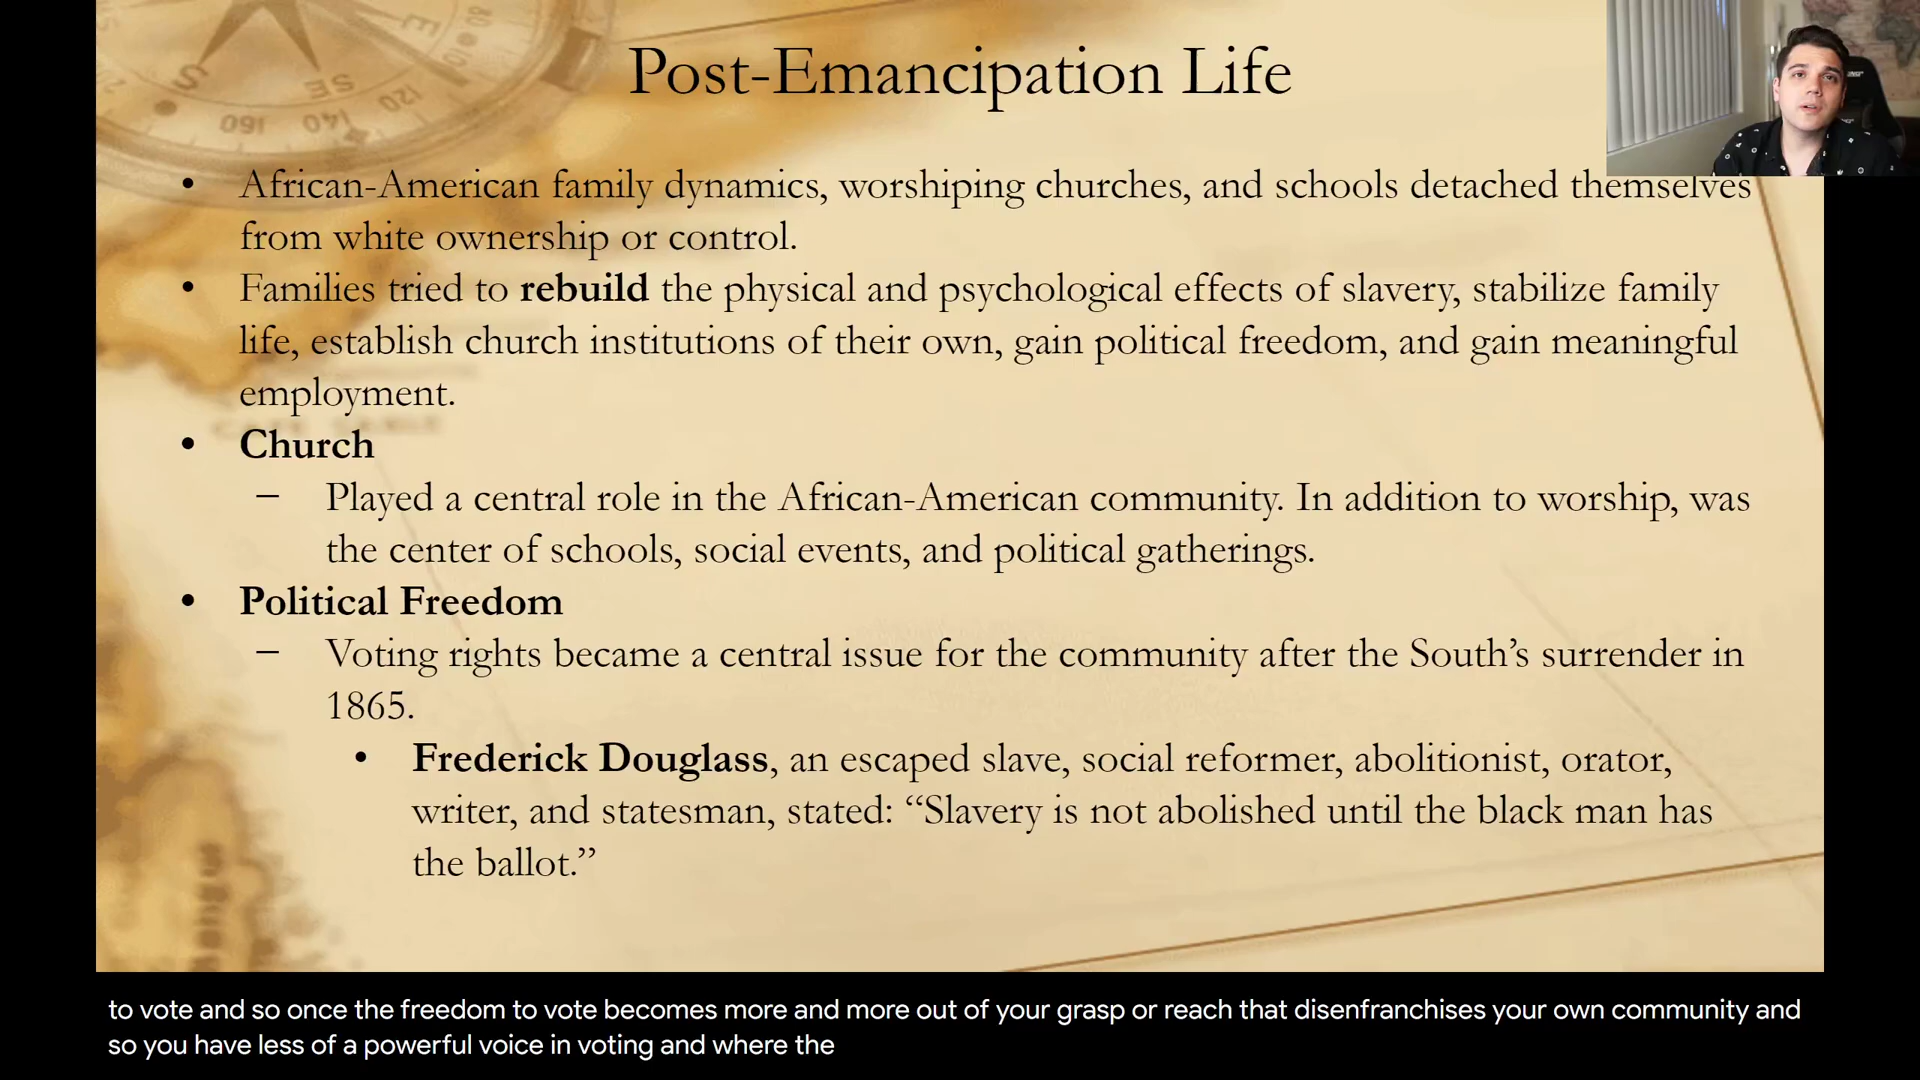 Post-Emancipation Life
• African-American family dynamics, worshiping churches, and schools detached themselves
from white ownership or control.
• Families tried to rebuild the physical and psychological effects of slavery, stabilize family
life, establish church institutions of their own, gain political freedom, and gain meaningful
employment.
• Church
– Played a central role in the African-American community. In addition to worship, was
the center of schools, social events, and political gatherings.
• Political Freedom
– Voting rights became a central issue for the community after the South’s surrender in
1865.
• Frederick Douglass, an escaped slave, social reformer, abolitionist, orator,
writer, and statesman, stated: “Slavery is not abolished until the black man has
the ballot.”
to vote and so once the freedom to vote becomes more and more out of your grasp or reach that disenfranchises your own community and
so you have less of a powerful voice in voting and where the
S
SE
E
160
140
120
80